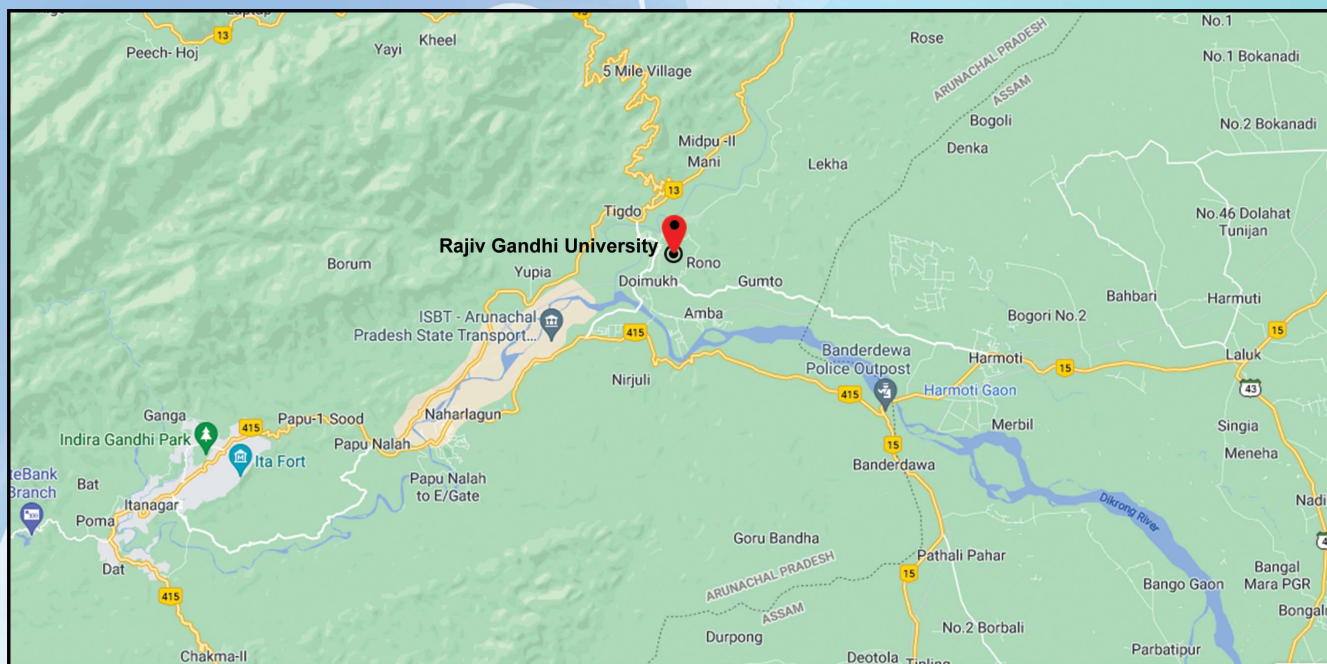 13
Peech- Hoj
Yayi
Kheel
5 Mile Village
Rose
ARUNACHAL PRADESH
ASSAM
No.1
No.1 Bokanadi
No.2 Bokanadi
Bogoli
Denka
Midpu -II
Mani
Lekha
13
Tigdo
No.46 Dolahat
Tunijan
Rajiv Gandhi University
Rono
Borum
Yupia
Doimukh
Gumto
Bahbari
Harmuti
ISBT - Arunachal
Pradesh State Transport...
Amba
Bogori No.2
415
15
Banderdewa
Police Outpost
Harmoti
15
Laluk
Nirjuli
415
Harmoti Gaon
43
Ganga
Papu-1 Sood
Naharlagun
415
Indira Gandhi Park
Papu Nalah
15
Merbil
Singia
Meneha
Ita Fort
teBank
Branch
Bat
Papu Nalah
to E/Gate
Banderdawa
Itanagar
Poma
Dikrong River
Nadi
Goru Bandha
Pathali Pahar
Dat
ARUNACHAL PRADESH
ASSAM
15
Bango Gaon
Bangal
Mara PGR
415
No.2 Borbali
Bongalı
Durpong
Chakma-II
Deotola
Parbatipur